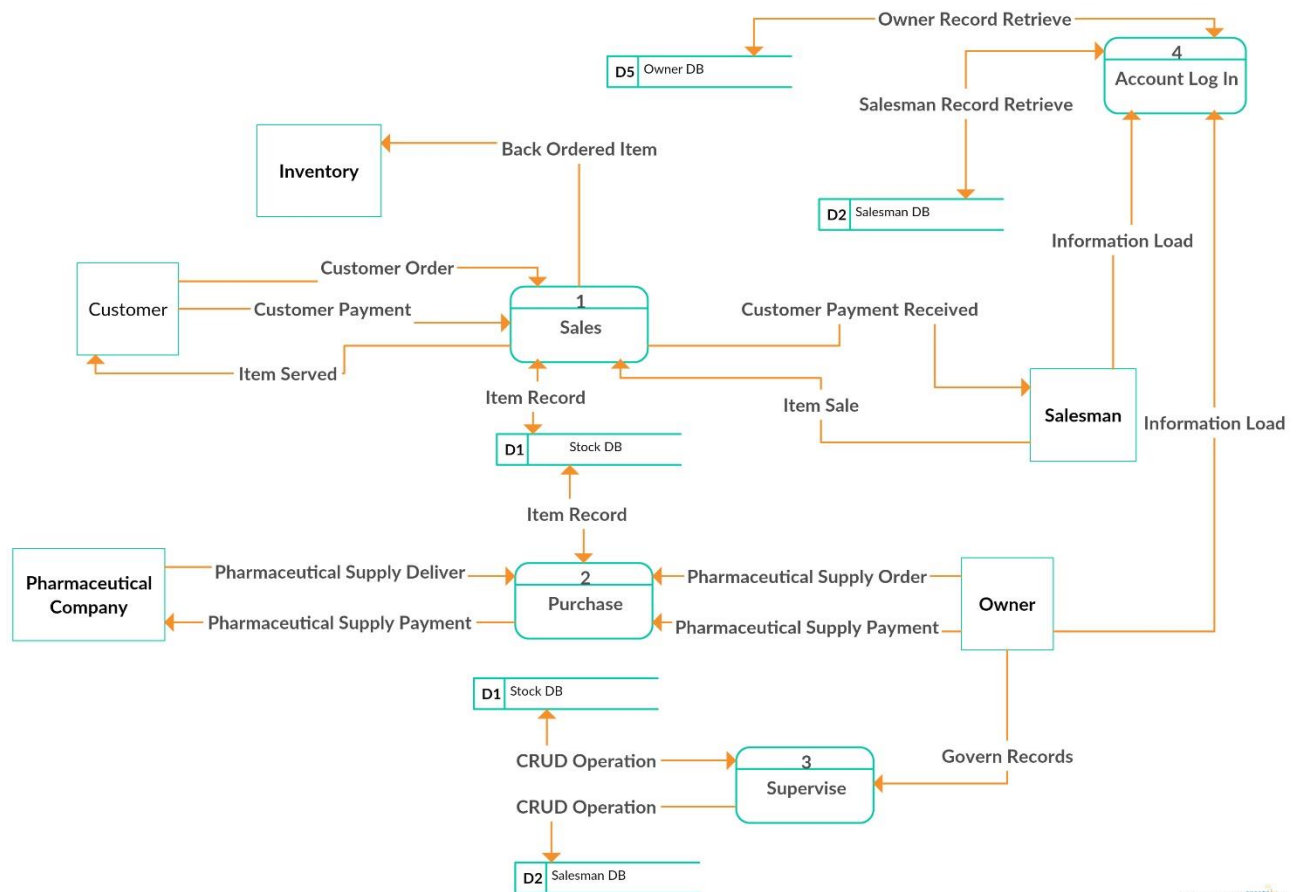 Owner Record Retrieve
4
Account Log In
D5 Owner DB
Salesman Record Retrieve
Back Ordered Item
Inventory
D2 Salesman DB
Information Load
Customer Order
Customer
Customer Payment
1
Sales
Customer Payment Received
Item Served
Item Record
Item Sale
Salesman
Information Load
D1 Stock DB
Item Record
Pharmaceutical
Company
Pharmaceutical Supply Deliver
2
Purchase
Pharmaceutical Supply Order
Owner
Pharmaceutical Supply Payment
Pharmaceutical Supply Payment
D1 Stock DB
CRUD Operation
3
Supervise
Govern Records
CRUD Operation
D2 Salesman DB